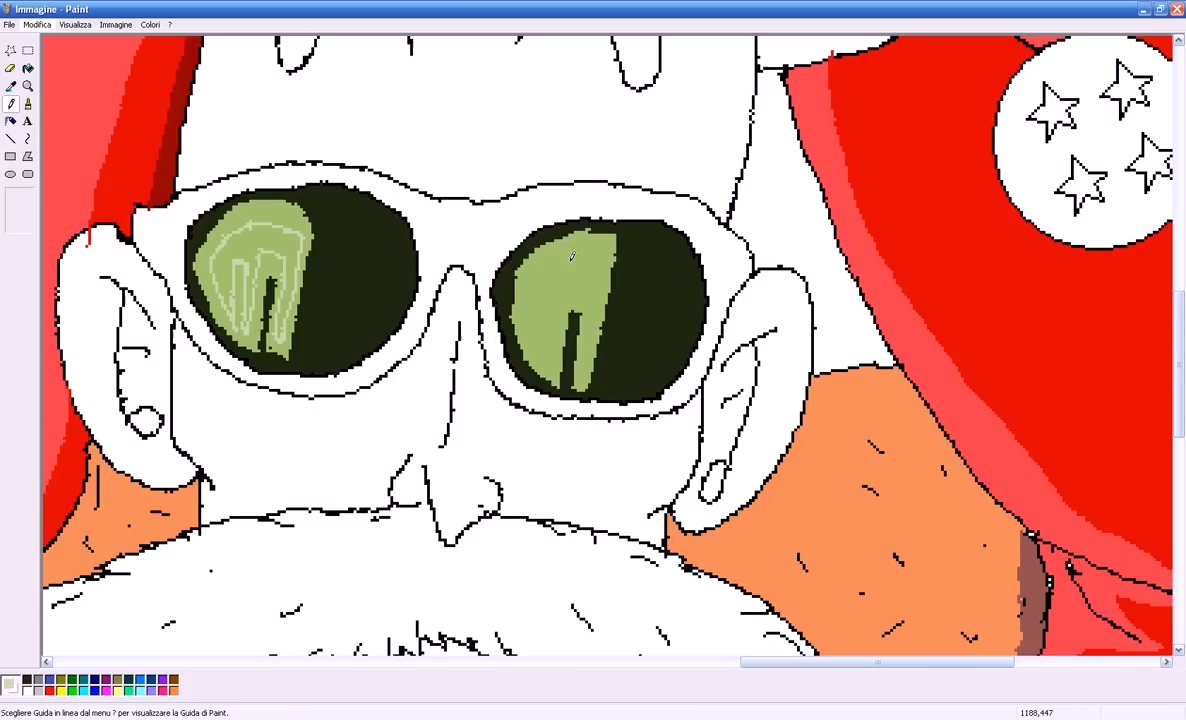 Immagine - Paint
File Modifica Visualizza Immagine Colori ?
A
Scegliere Guida in linea dal menu ? per visualizzare la Guida di Paint.
1188,447